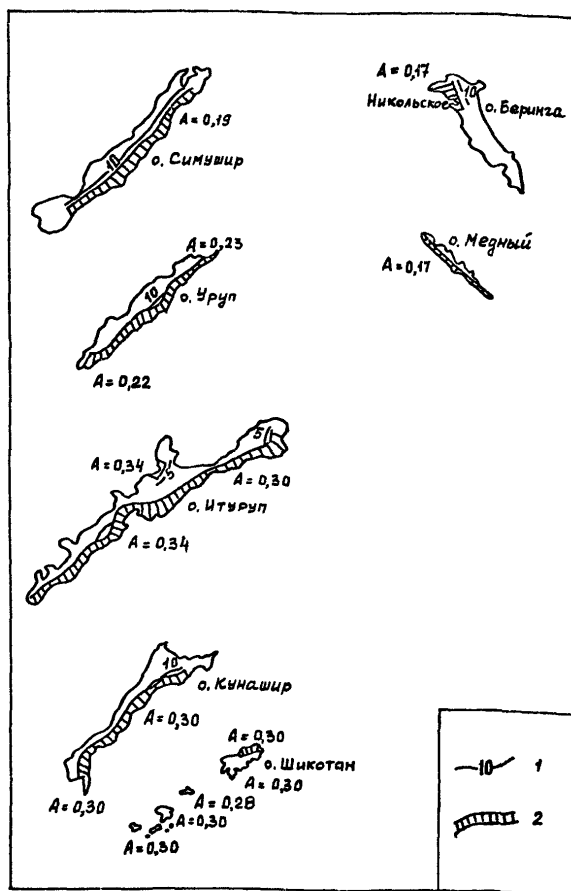 A = 0,17
Никольское
10
о. Беринга
A = 0,19
10
о. Симушир
о. Медный
A = 0,17
A = 0,23
10
о. Уруп
A = 0,22
5
A = 0,34
5
A = 0,30
о. Итуруп
A = 0,34
10
о. Кунашир
A = 0,30
A = 0,30
о. Шикотан
A = 0,30
A = 0,30
A = 0,28
A = 0,30
A = 0,30
10 1
2